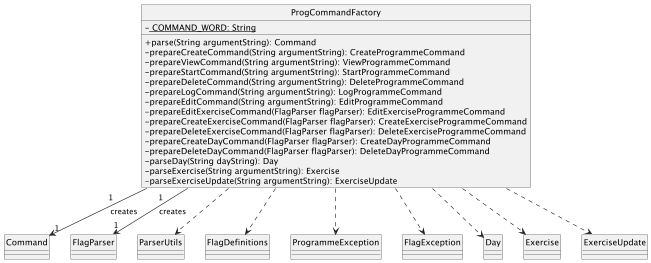 ProgCommandFactory
- COMMAND_WORD: String
+parse(String argumentString): Command
-prepareCreateCommand(String argumentString): CreateProgrammeCommand
-prepareViewCommand(String argumentString): ViewProgrammeCommand
-prepareStartCommand(String argumentString): StartProgrammeCommand
-prepareDeleteCommand(String argumentString): DeleteProgrammeCommand
-prepareLogCommand(String argumentString): LogProgrammeCommand
-prepareEditCommand(String argumentString): EditProgrammeCommand
-prepareEditExerciseCommand(FlagParser flagParser): EditExerciseProgrammeCommand
-prepareCreateExerciseCommand(FlagParser flagParser): CreateExerciseProgrammeCommand
-prepareDeleteExerciseCommand(FlagParser flagParser): DeleteExerciseProgrammeCommand
-prepareCreateDayCommand(FlagParser flagParser): CreateDayProgrammeCommand
-prepareDeleteDayCommand(FlagParser flagParser): DeleteDayProgrammeCommand
-parseDay(String dayString): Day
-parseExercise(String argumentString): Exercise
-parseExerciseUpdate(String argumentString): ExerciseUpdate
1
1
creates
creates
1
1
Command
FlagParser
ParserUtils
FlagDefinitions
ProgrammeException
FlagException
Day
Exercise
ExerciseUpdate